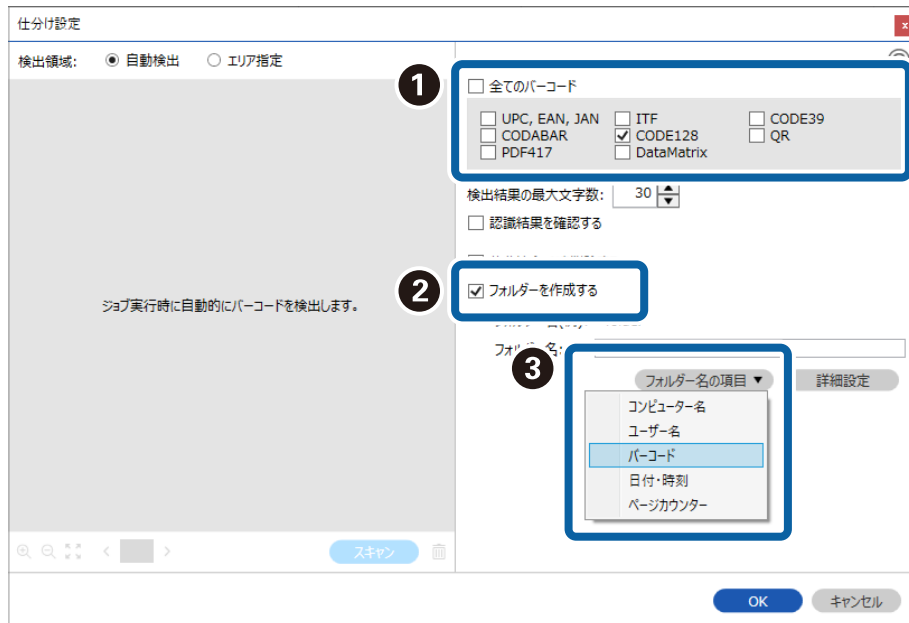 仕分け設定
x
検出領域: 自動検出 エリア指定
1
全てのバーコード
UPC, EAN, JAN ITF CODE39
CODABAR CODE128 QR
PDF417 DataMatrix
検出結果の最大文字数: 30
認識結果を確認する
2
フォルダーを作成する
ジョブ実行時に自動的にバーコードを検出します。
3
フォルダー名の項目 ▼ 詳細設定
コンピューター名
ユーザー名
バーコード
日付・時刻
ページカウンター
スキャン
OK キャンセル